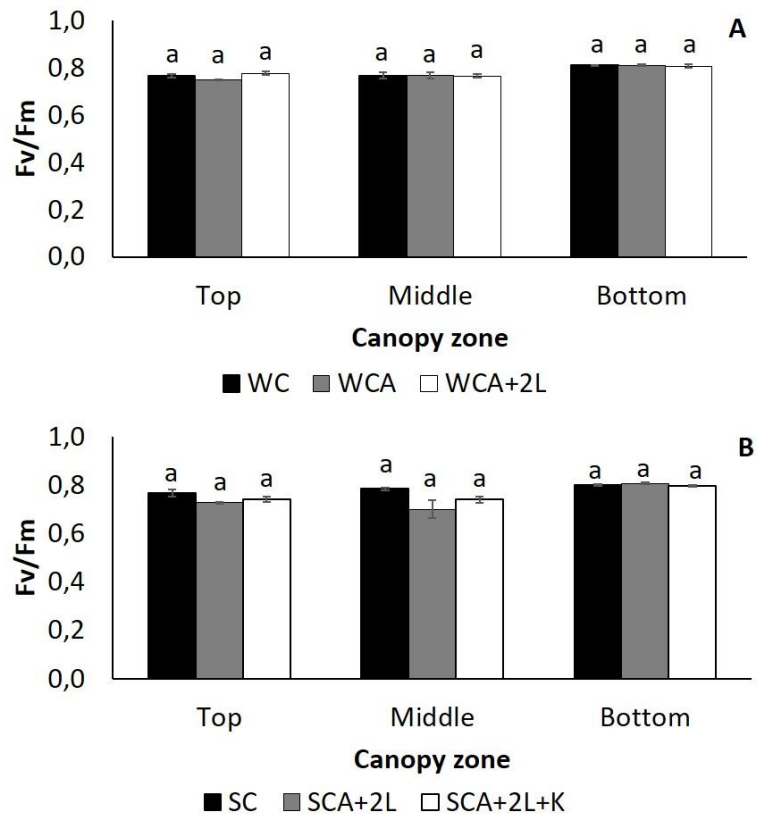 A
1,0
0,8
0,6
0,4
0,2
0,0
Fv/Fm
a a a a a a a a a
Top Middle Bottom
Canopy zone
WC WCA WCA+2L
B
1,0
0,8
0,6
0,4
0,2
0,0
Fv/Fm
a a a a a a a a a
Top Middle Bottom
Canopy zone
SC SCA+2L SCA+2L+K